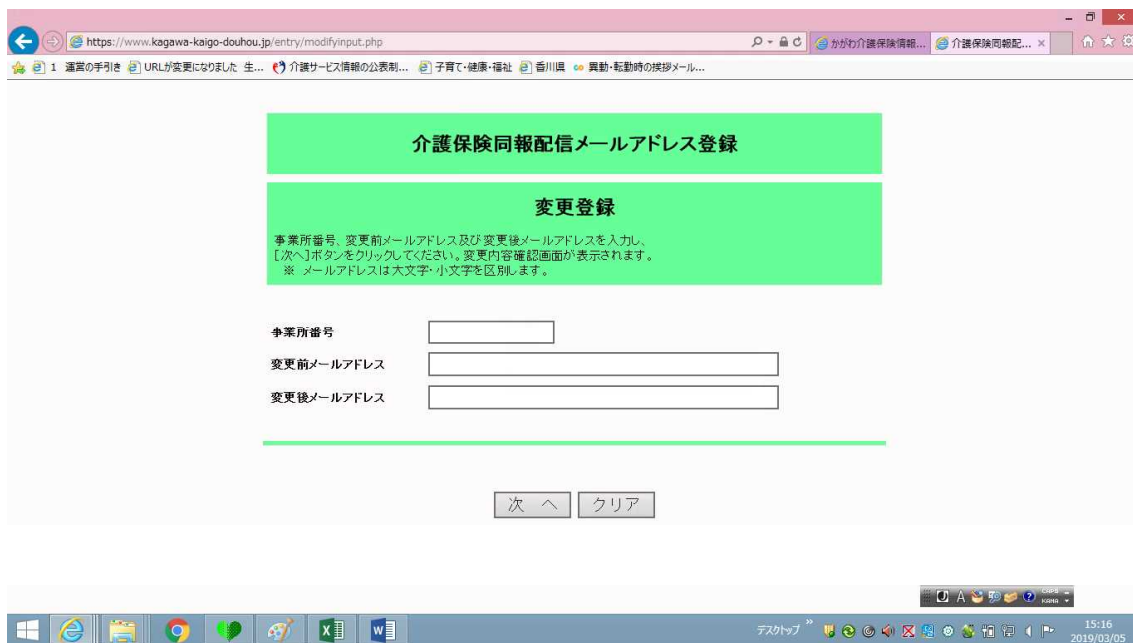 https://www.kagawa-kaigo-douhou.jp/entry/modifyinput.php
かがわ介護保険情報...
介護保険同報配...
1 運営の手引き
URLが変更になりました 生...
介護サービス情報の公表制...
子育て・健康・福祉
香川県
異動・転勤時の挨拶メール...
介護保険同報配信メールアドレス登録
変更登録
事業所番号、変更前メールアドレス及び変更後メールアドレスを入力し、
[次へ]ボタンをクリックしてください。変更内容確認画面が表示されます。
※ メールアドレスは大文字・小文字を区別します。
事業所番号
変更前メールアドレス
変更後メールアドレス
次 へ
クリア
A
CAPS
KANA
デスクトップ
15:16
2019/03/05